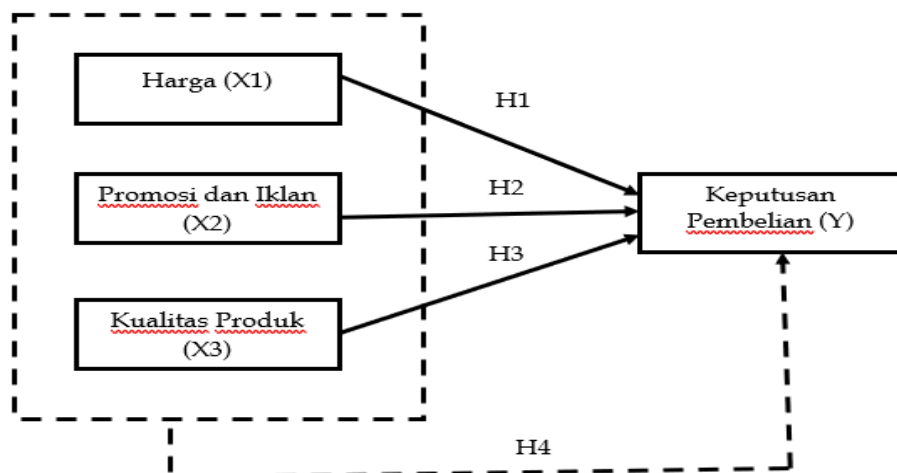 Harga (X1)
H1
Promosi dan Iklan
(X2)
H2
Keputusan
Pembelian (Y)
H3
Kualitas Produk
(X3)
H4